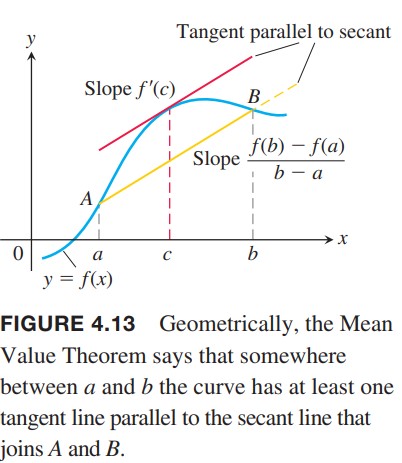 Tangent parallel to secant
y
Slope f′(c)
B
Slope f(b) − f(a)
b − a
A
x
0
a
c
b
y = f(x)
FIGURE 4.13 Geometrically, the Mean
Value Theorem says that somewhere
between a and b the curve has at least one
tangent line parallel to the secant line that
joins A and B.